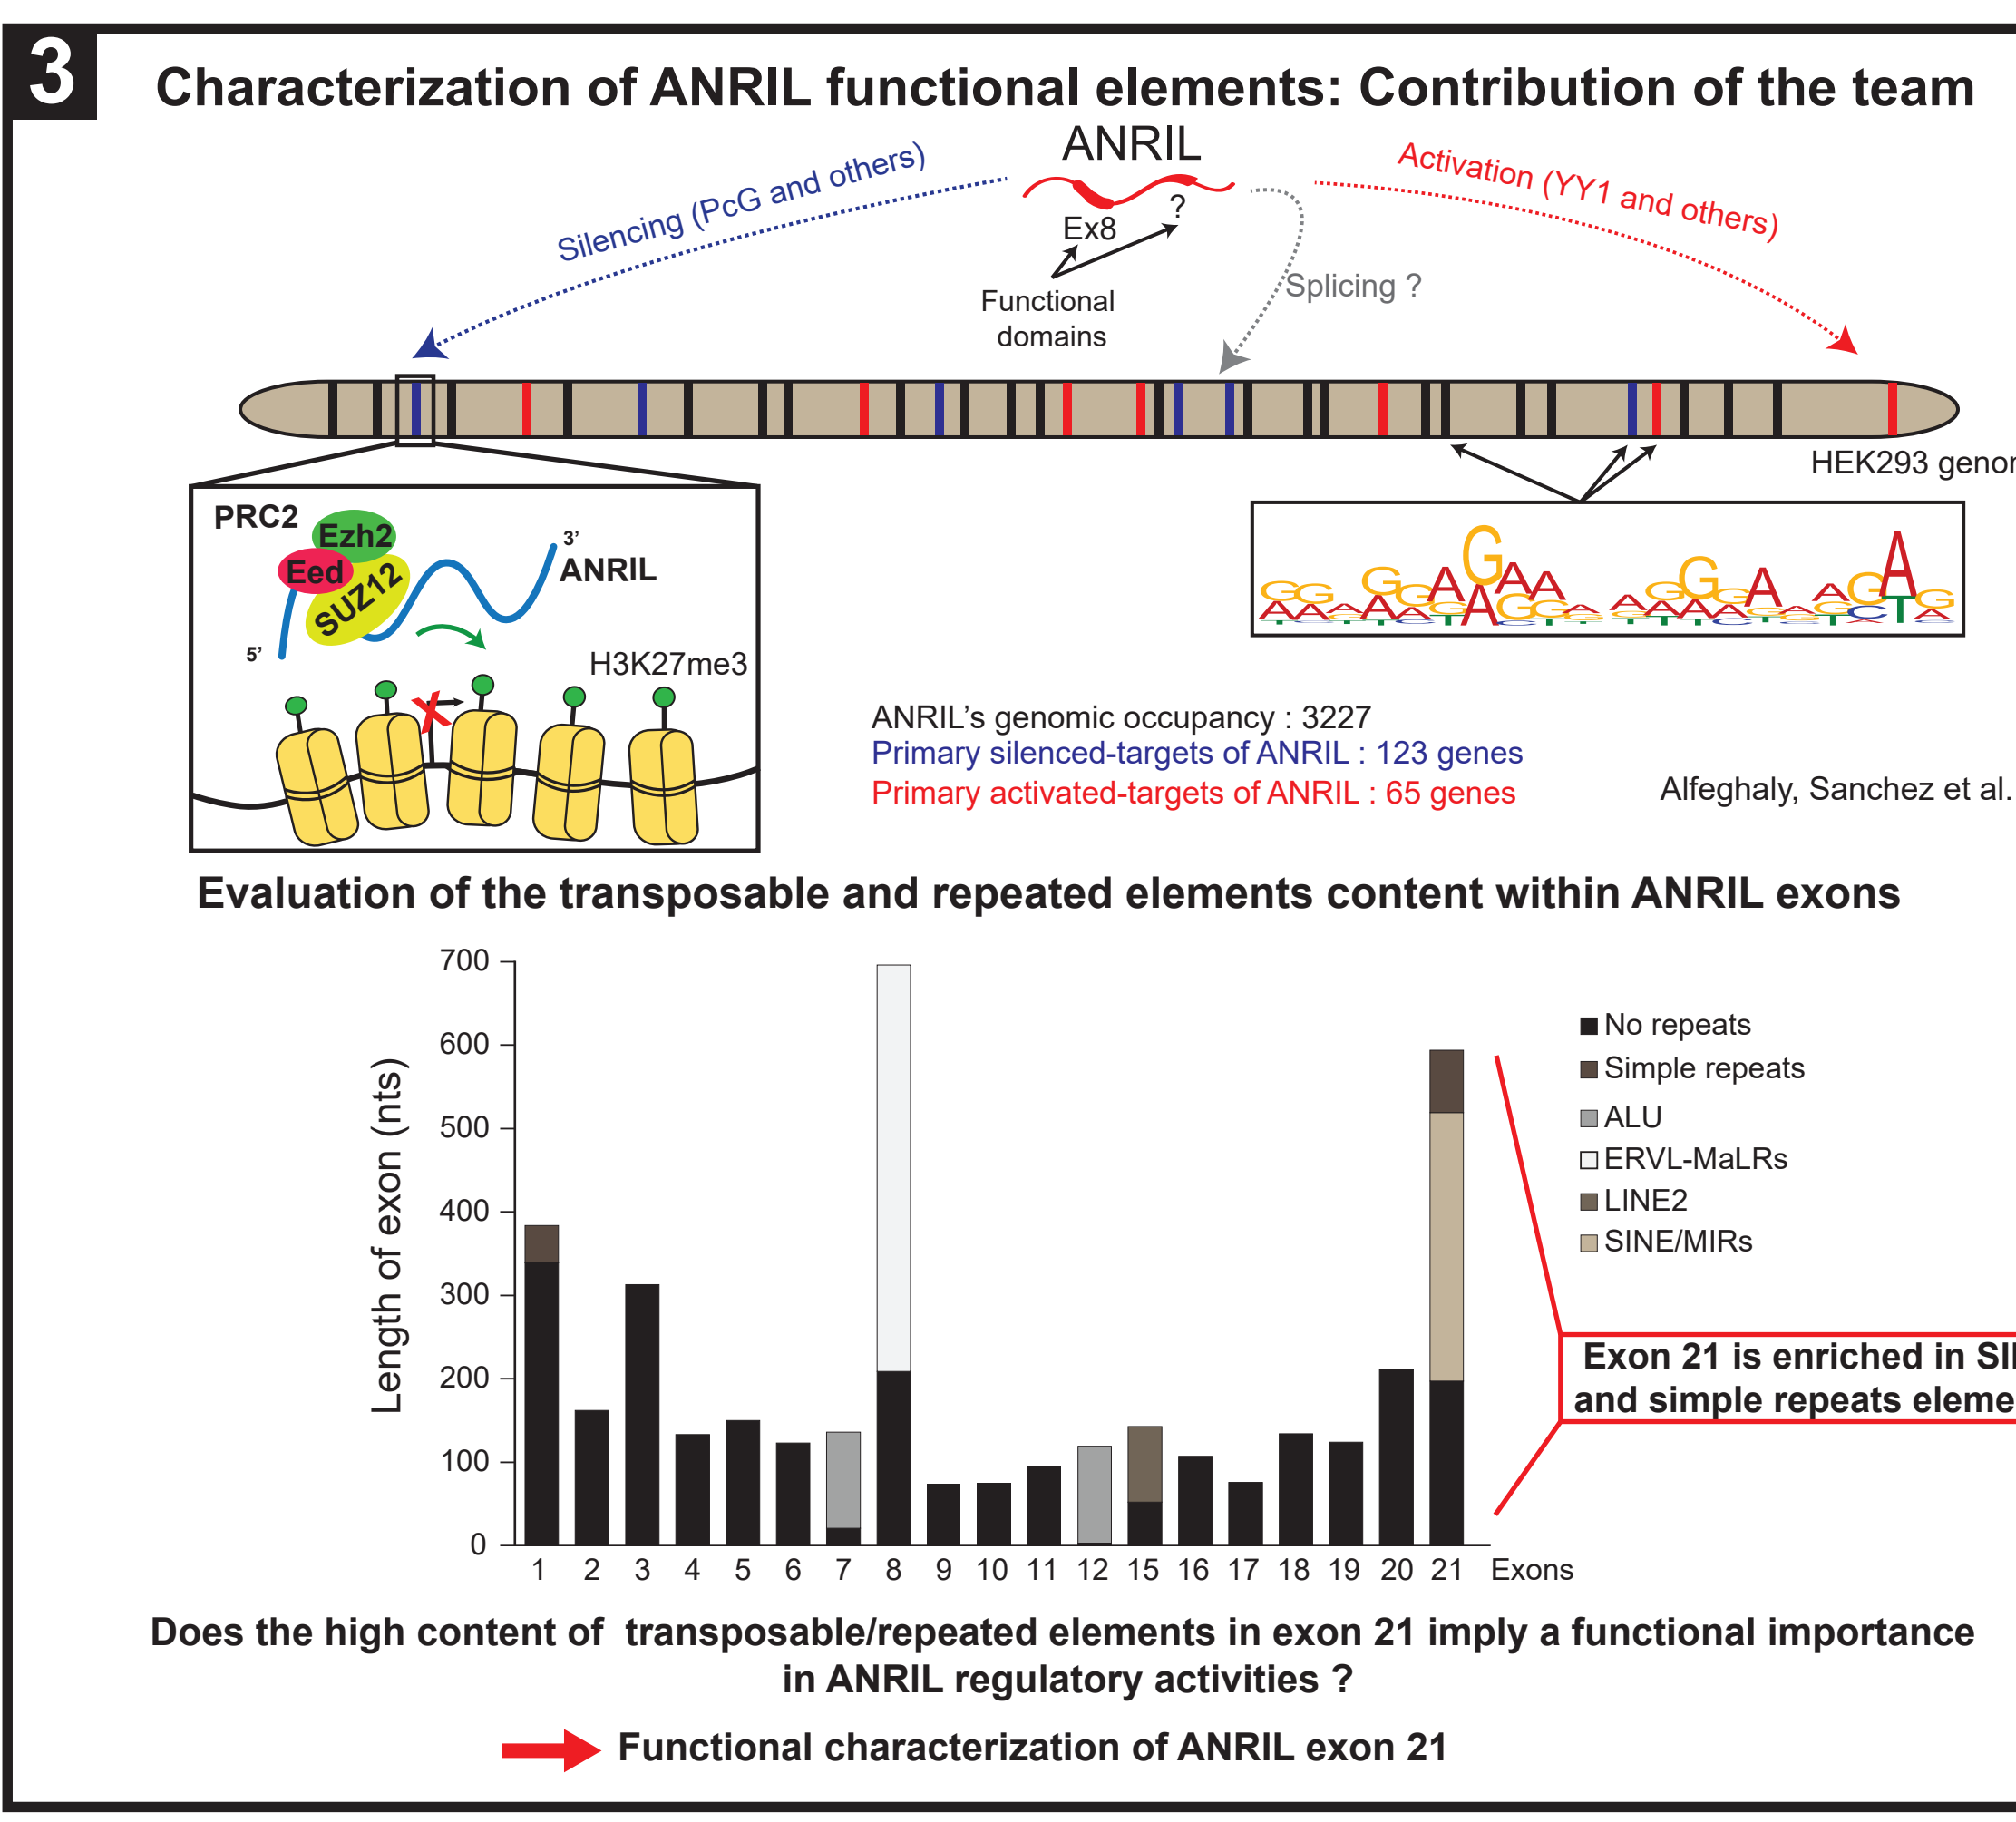 3
Characterization of ANRIL functional elements: Contribution of the team
ANRIL
Silencing (PcG and others)
Activation (YY1 and others)
?
Ex8
Splicing ?
Functional
domains
HEK293
PRC2
Ezh2
Eed
SUZ12
3’
ANRIL
5’
H3K27me3
ANRIL’s genomic occupancy : 3227
Primary silenced-targets of ANRIL : 123 genes
Primary activated-targets of ANRIL : 65 genes
Alfeghaly, Sanchez et al.
Evaluation of the transposable and repeated elements content within ANRIL exons
Length of exon (nts)
700
600
500
400
300
200
100
0
1 2 3 4 5 6 7 8 9 10 11 12 15 16 17 18 19 20 21 Exons
No repeats
Simple repeats
ALU
ERVL-MaLRs
LINE2
SINE/MIRs
Exon 21 is enriched in
and simple repeats
Does the high content of transposable/repeated elements in exon 21 imply a functional importance
in ANRIL regulatory activities ?
Functional characterization of ANRIL exon 21